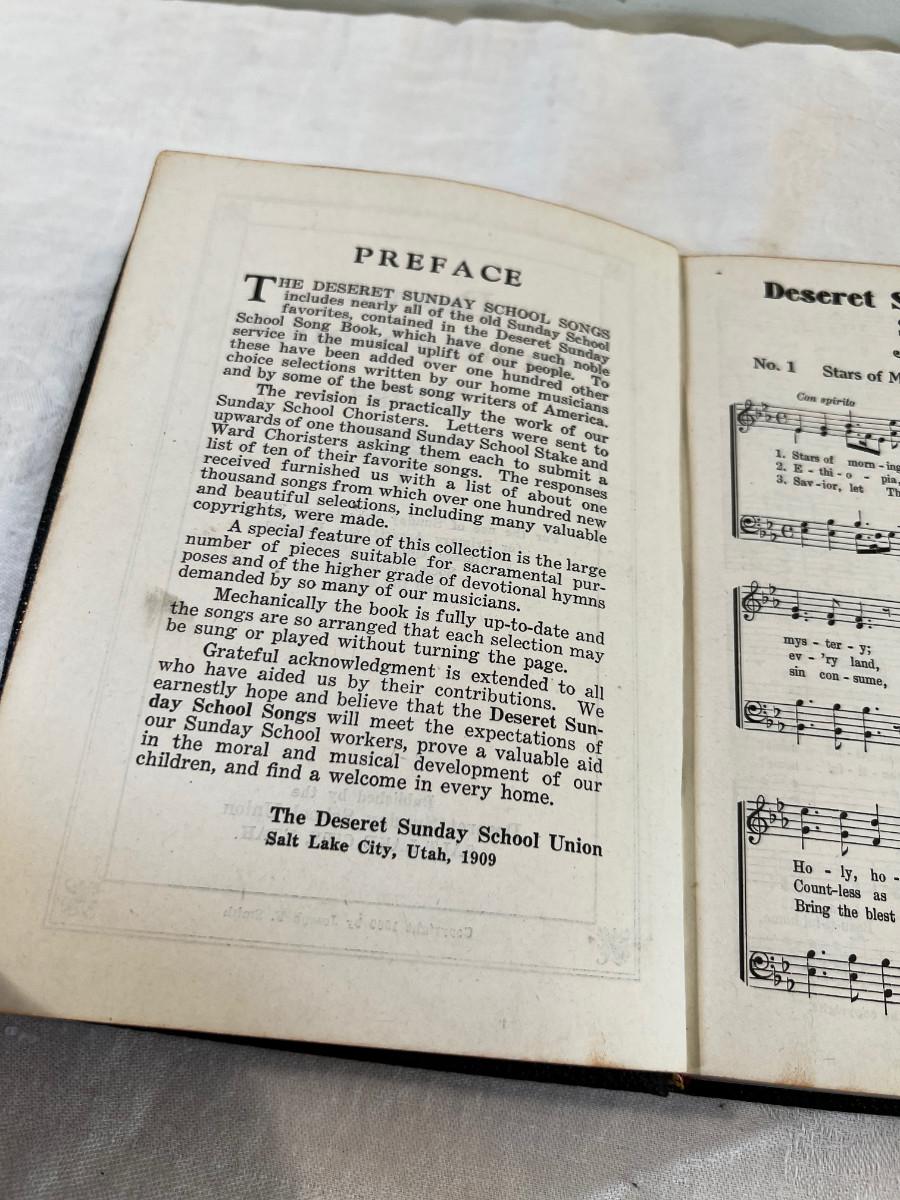 PREFACE
THE DESERET SUNDAY SCHOOL SONGS
includes nearly all of the old Sunday School
favorites, contained in the Deseret Sunday
School Song Book, which have done such noble
service in the musical uplift of our people. To
these have been added over one hundred other
choice selections written by our home musicians
and by some of the best song writers of America.
The revision is practically the work of our
Sunday School Choristers. Letters were sent to
upwards of one thousand Sunday School Stake and
Ward Choristers asking them each to submit a
list of ten of their favorite songs. The responses
received furnished us with a list of about one
thousand songs from which over one hundred new
and beautiful selections, including many valuable
copyrights, were made.
A special feature of this collection is the large
number of pieces suitable for sacramental pur-
poses and of the higher grade of devotional hymns
demanded by so many of our musicians.
Mechanically the book is fully up-to-date and
the songs are so arranged that each selection may
be sung or played without turning the page.
Grateful acknowledgment is extended to all
who have aided us by their contributions. We
earnestly hope and believe that the Deseret Sun-
day School Songs will meet the expectations of
our Sunday School workers, prove a valuable aid
in the moral and musical development of our
children, and find a welcome in every home.
The Deseret Sunday School Union
Salt Lake City, Utah, 1909
Deseret S
No. 1 Stars of M
Con spirito
1. Stars of morn-ing
2. E - thi - o - pia,
3. Sav-ior, let Th
mys - ter - y;
ev - 'ry land,
sin con - sume,
Ho - ly, ho -
Count-less as
Bring the blest